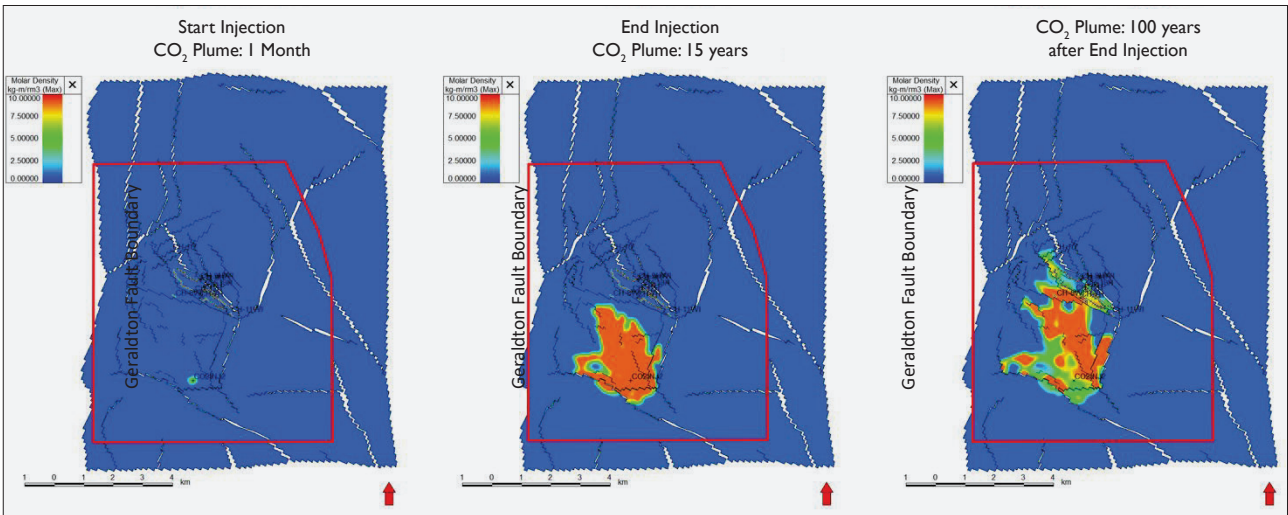 Start Injection
CO₂ Plume: 1 Month
Molar Density
kg-m/rm3 (Max)
10.00000
7.50000
5.00000
2.50000
0.00000
Geraldton Fault Boundary
1 0 1 2 3 4
km
End Injection
CO₂ Plume: 15 years
Molar Density
kg-m/rm3 (Max)
10.00000
7.50000
5.00000
2.50000
0.00000
Geraldton Fault Boundary
1 0 1 2 3 4
km
CO₂ Plume: 100 years
after End Injection
Molar Density
kg-m/rm3 (Max)
10.00000
7.50000
5.00000
2.50000
0.00000
Geraldton Fault Boundary
1 0 1 2 3 4
km